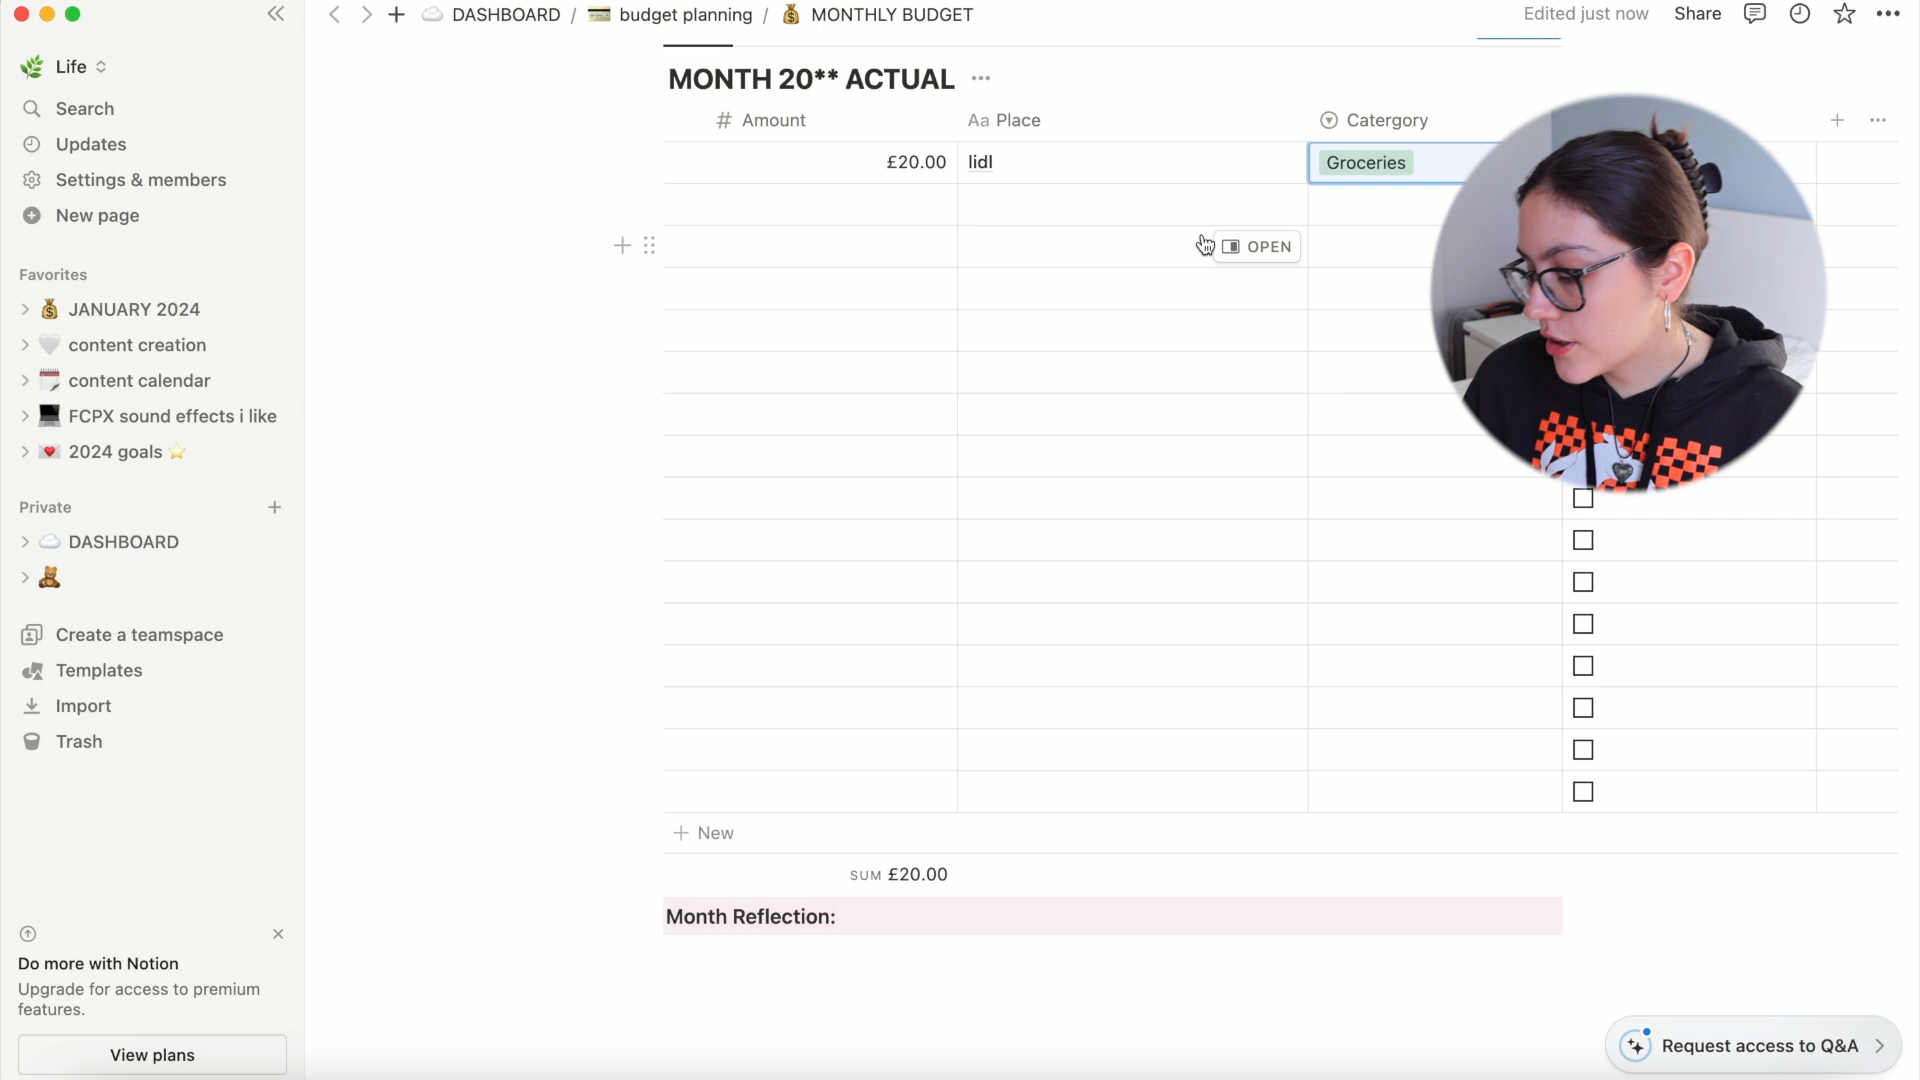 DASHBOARD / budget planning / MONTHLY BUDGET
Edited just now
Share
Life
Search
Updates
Settings & members
New page
Favorites
JANUARY 2024
content creation
content calendar
FCPX sound effects i like
2024 goals
Private
DASHBOARD
Create a teamspace
Templates
Import
Trash
Do more with Notion
Upgrade for access to premium
features.
View plans
MONTH 20** ACTUAL
# Amount
Aa Place
Catergory
£20.00
lidl
Groceries
OPEN
New
SUM £20.00
Month Reflection:
Request access to Q&A